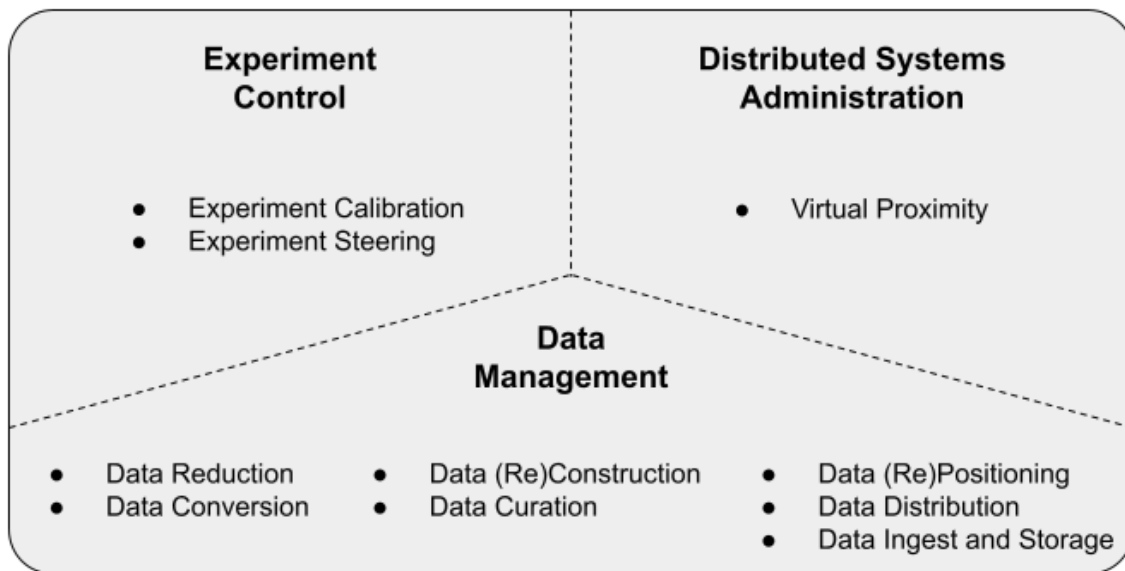 Experiment
Control
● Experiment Calibration
● Experiment Steering
Distributed Systems
Administration
● Virtual Proximity
Data
Management
● Data Reduction
● Data Conversion
● Data (Re)Construction
● Data Curation
● Data (Re)Positioning
● Data Distribution
● Data Ingest and Storage